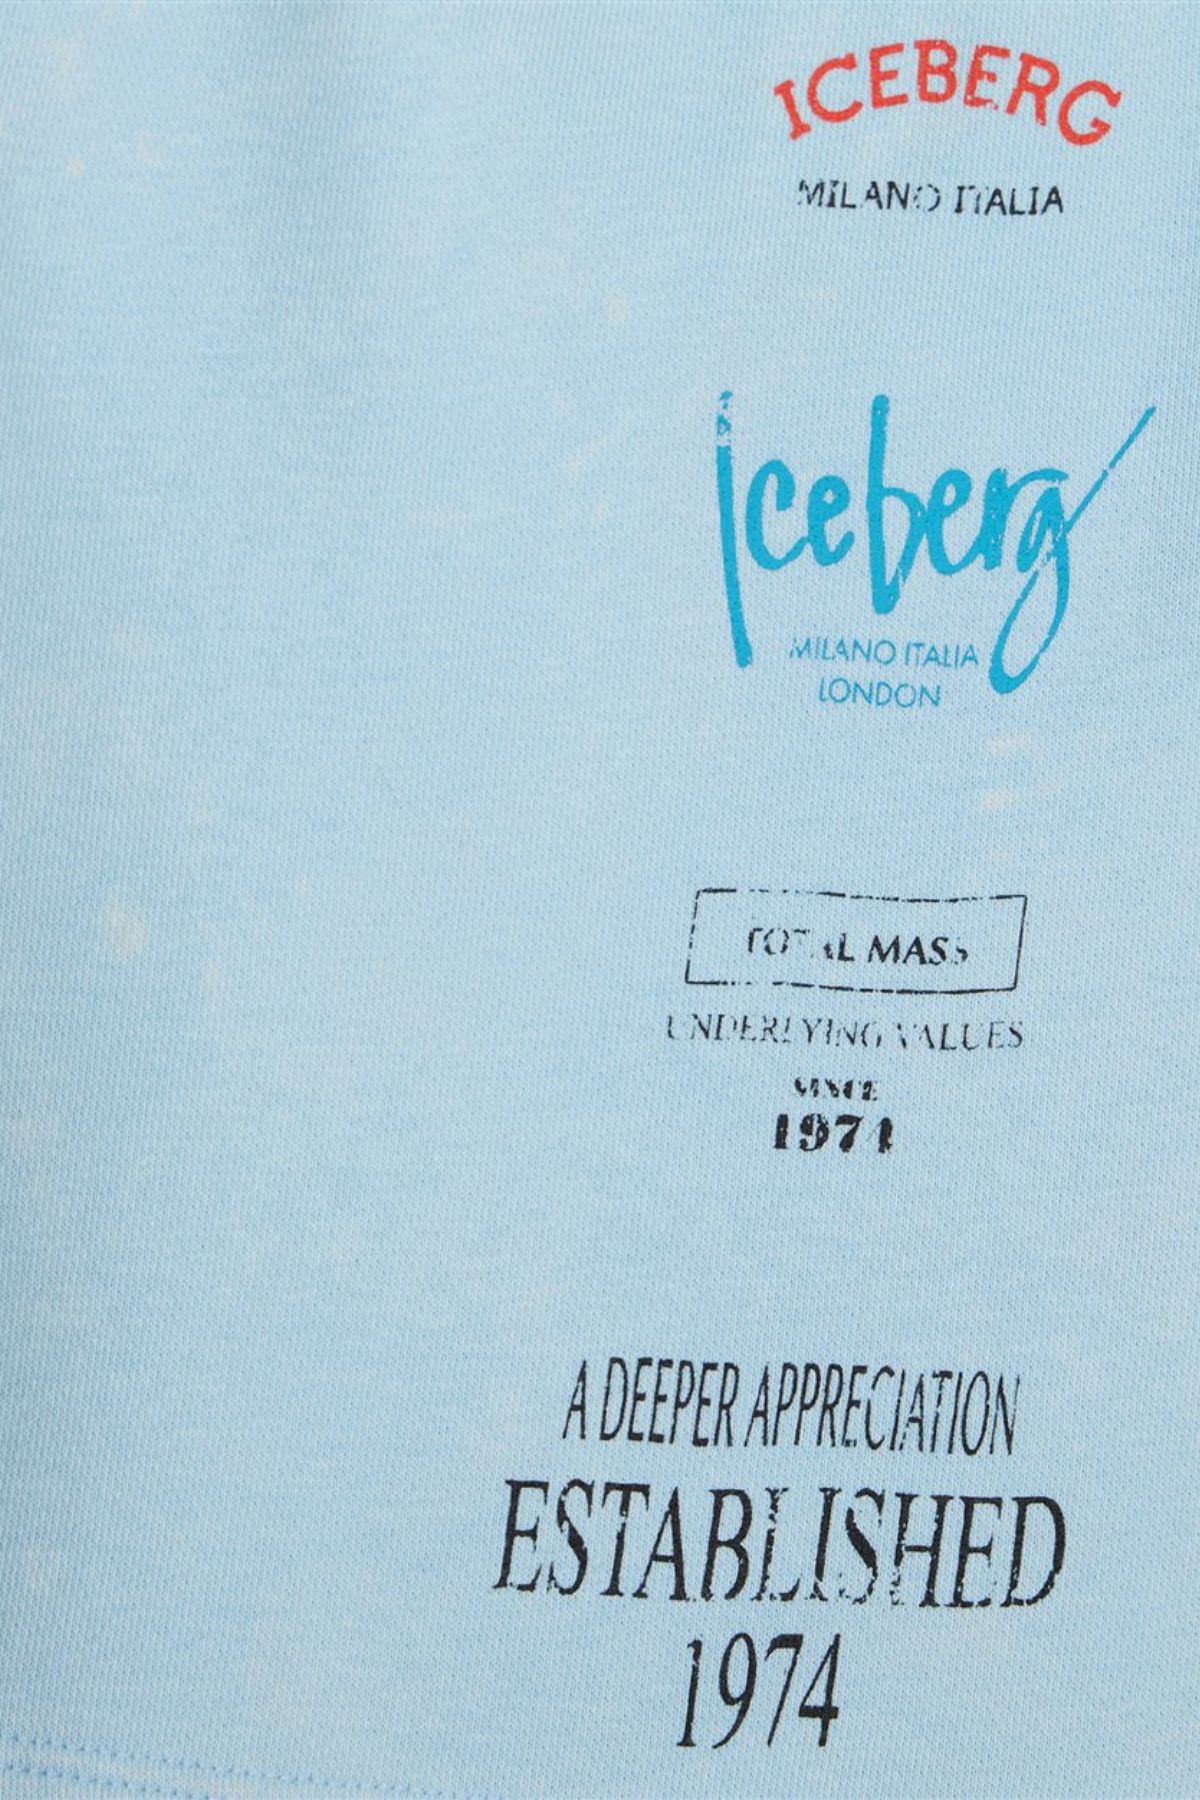 ICEBERG
MILANO ITALIA
Iceberg
MILANO ITALIA
LONDON
TOTAL MASS
UNDERLYING VALUES
SINCE
1974
A DEEPER APPRECIATION
ESTABLISHED
1974